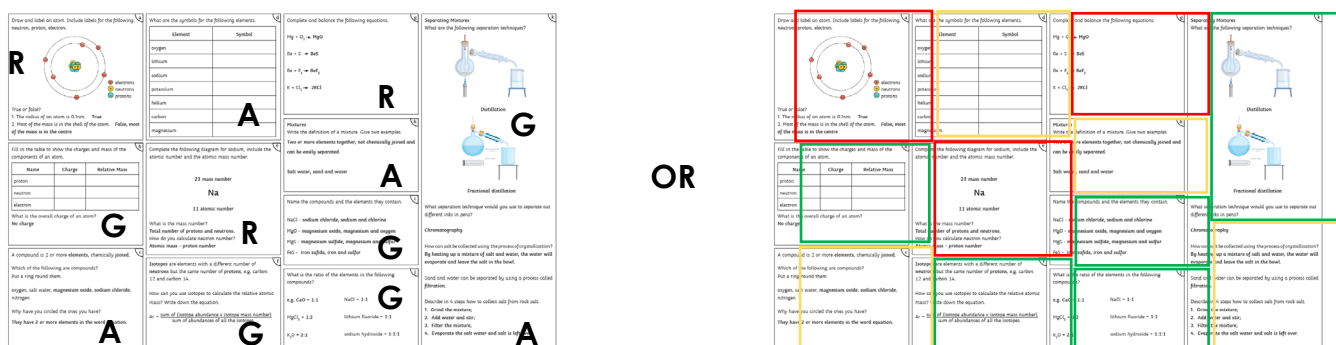 Draw and label an atom. Include labels for the following:
neutron, proton, electron.
R
electrons
neutrons
protons
True or false?
1. The radius of an atom is 0.1nm. True
2. Most of the mass is in the shell of the atom. False, most
of the mass is in the centre
What are the symbols for the following elements.
Element Symbol
oxygen
lithium
sodium
potassium
helium
carbon
magnesium
A
Complete and balance the following equations.
Mg + O₂ → MgO
Be + S → BeS
Be + F₂ → BeF₂
K + Cl₂ → 2KCl
R
Mixtures
Write the definition of a mixture. Give two examples.
Two or more elements together, not chemically joined and
can be easily separated.
Salt water, sand and water
A
Separating Mixtures
What are the following separation techniques?
Distillation
G
Fractional distillation
What separation technique would you use to separate out
different inks in pens?
Chromatography
How can salt be collected using the process of crystallisation?
By heating up a mixture of salt and water, the water will
evaporate and leave the salt in the bowl.
Sand and water can be separated by using a process called
filtration.
Describe in 4 steps how to collect salt from rock salt.
1. Grind the mixture;
2. Add water and stir;
3. Filter the mixture;
4. Evaporate the salt water and salt is left over.
A
Fill in the table to show the charges and mass of the
components of an atom.
Name Charge Relative Mass
proton
neutron
electron
What is the overall charge of an atom?
No charge
G
Complete the following diagram for sodium, include the
atomic number and the atomic mass number.
23 mass number
Na
11 atomic number
What is the mass number?
Total number of protons and neutrons.
How do you calculate neutron number?
Atomic mass - proton number
R
Name the compounds and the elements they contain.
NaCl - sodium chloride, sodium and chlorine
MgO - magnesium oxide, magnesium and oxygen
MgS - magnesium sulfide, magnesium and sulfur
FeS - iron sulfide, iron and sulfur
G
A compound is 2 or more elements, chemically joined.
Which of the following are compounds?
Put a ring round them.
oxygen, salt water, magnesium oxide, sodium chloride,
nitrogen
Why have you circled the ones you have?
They have 2 or more elements in the word equation.
A
Isotopes are elements with a different number of
neutrons but the same number of protons, e.g. carbon
12 and carbon 14.
How can you use isotopes to calculate the relative atomic
mass? Write down the equation.
Ar = sum of (isotope abundance x isotope mass number)
sum of abundances of all the isotopes
G
What is the ratio of the elements in the following
compounds?
e.g. CaO = 1:1 NaCl = 1:1
MgCl₂ = 1:2 lithium fluoride = 1:1
K₂O = 2:1 sodium hydroxide = 1:1:1
G
OR